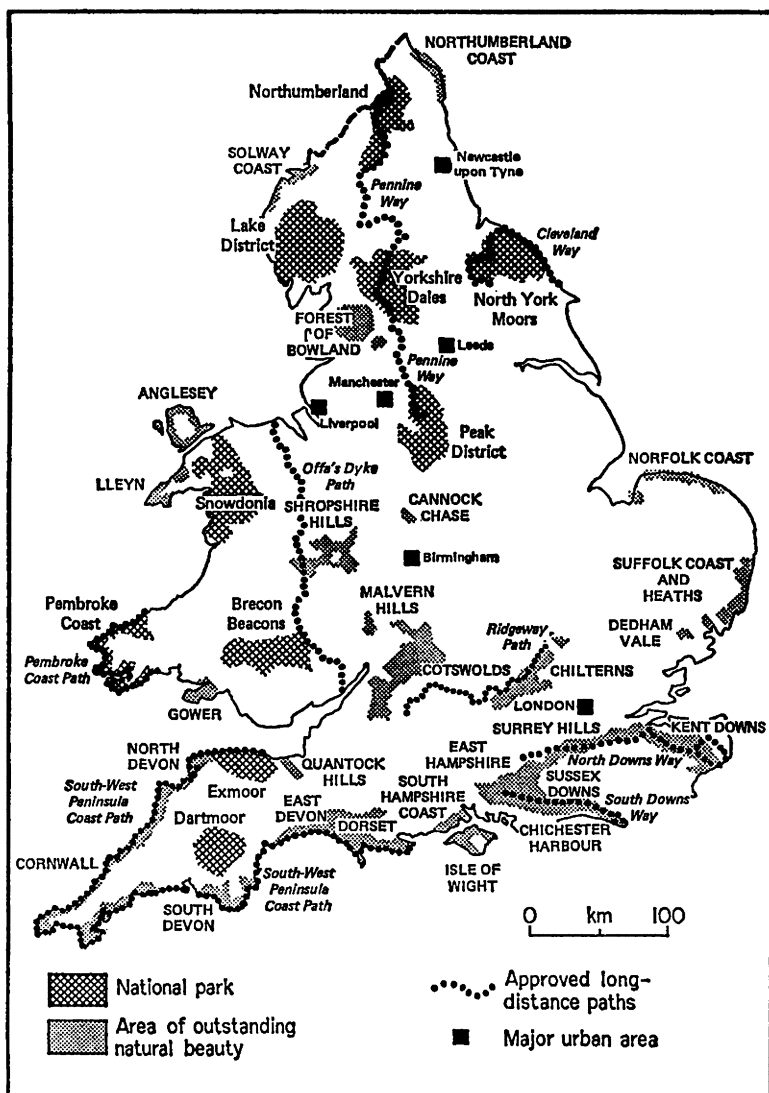 NORTHUMBERLAND
COAST
Northumberland
SOLWAY
COAST
Newcastle
upon Tyne
Pennine
Way
Lake
District
Cleveland
Way
Yorkshire
Dales
North York
Moors
FOREST
OF
BOWLAND
Leeds
Pennine
Way
Manchester
Liverpool
ANGLESEY
Peak
District
Offa's Dyke
Path
NORFOLK COAST
LLEYN
Snowdonia
SHROPSHIRE
HILLS
CANNOCK
CHASE
Birmingham
SUFFOLK COAST
AND
HEATHS
Pembroke
Coast
Brecon
Beacons
MALVERN
HILLS
DEDHAM
VALE
Ridgeway
Path
Pembroke
Coast Path
COTSWOLDS
CHILTERNS
GOWER
LONDON
SURREY HILLS
KENT DOWNS
NORTH
DEVON
EAST
HAMPSHIRE
North Downs Way
QUANTOCK
HILLS
Exmoor
SOUTH
HAMPSHIRE
COAST
SUSSEX
DOWNS
South Downs
Way
South-West
Peninsula
Coast Path
EAST
DEVON
Dartmoor
DORSET
CHICHESTER
HARBOUR
CORNWALL
ISLE OF
WIGHT
South-West
Peninsula
Coast Path
SOUTH
DEVON
0 km 100
National park
Area of outstanding
natural beauty
Approved long-
distance paths
Major urban area